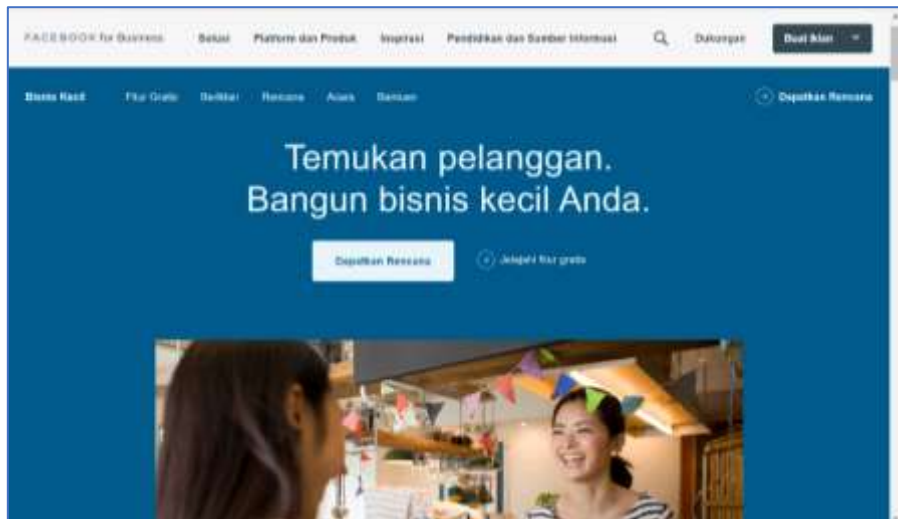 FACEBOOK for Business
Solusi
Platform dan Produk
Inspirasi
Pendidikan dan Sumber Informasi
Dukungan
Buat Iklan
Bisnis Kecil
Fitur Gratis
Beriklan
Rencana
Acara
Bantuan
Dapatkan Rencana
Temukan pelanggan.
Bangun bisnis kecil Anda.
Dapatkan Rencana
Jelajahi fitur gratis